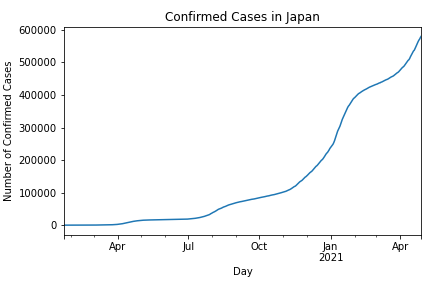 Confirmed Cases in Japan
600000
500000
400000
300000
200000
100000
0
Number of Confirmed Cases
Apr
Jul
Oct
Jan
2021
Apr
Day